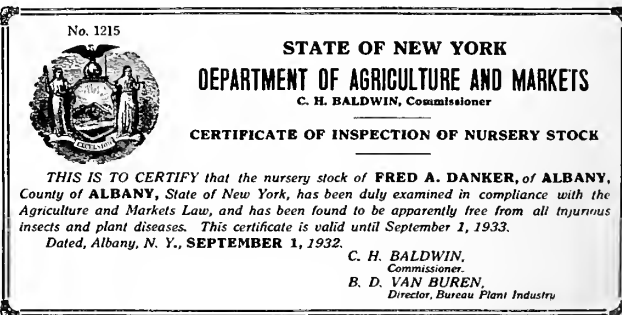 No. 1215
STATE OF NEW YORK
DEPARTMENT OF AGRICULTURE AND MARKETS
C. H. BALDWIN, Commissioner
CERTIFICATE OF INSPECTION OF NURSERY STOCK
EXCELSIOR
THIS IS TO CERTIFY that the nursery stock of FRED A. DANKER, of ALBANY,
County of ALBANY, State of New York, has been duly examined in compliance with the
Agriculture and Markets Law, and has been found to be apparently free from all injurious
insects and plant diseases. This certificate is valid until September 1, 1933.
Dated, Albany, N. Y., SEPTEMBER 1, 1932.
C. H. BALDWIN,
Commissioner.
B. D. VAN BUREN,
Director, Bureau Plant Industry